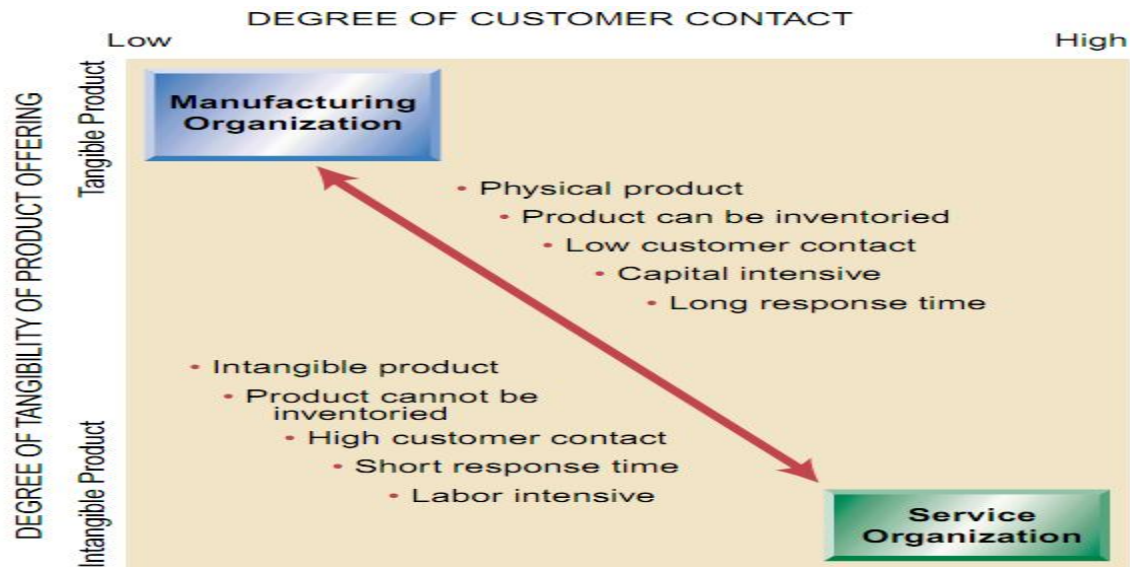 DEGREE OF CUSTOMER CONTACT
Low
High
DEGREE OF TANGIBILITY OF PRODUCT OFFERING
Tangible Product
Intangible Product
Manufacturing
Organization
• Physical product
• Product can be inventoried
• Low customer contact
• Capital intensive
• Long response time
• Intangible product
• Product cannot be
inventoried
• High customer contact
• Short response time
• Labor intensive
Service
Organization